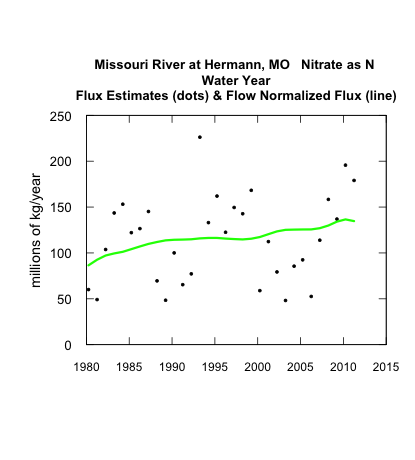 Missouri River at Hermann, MO   Nitrate as N
Water Year
Flux Estimates (dots) & Flow Normalized Flux (line)
millions of kg/year
250
200
150
100
50
0
1980 1985 1990 1995 2000 2005 2010 2015